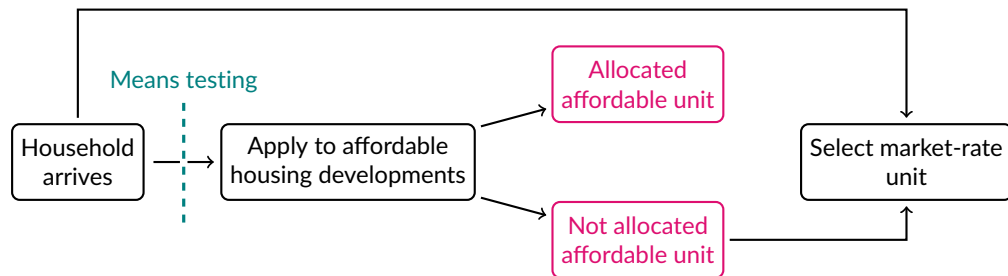 Means testing
Household
arrives
Apply to affordable
housing developments
Allocated
affordable unit
Not allocated
affordable unit
Select market-rate
unit